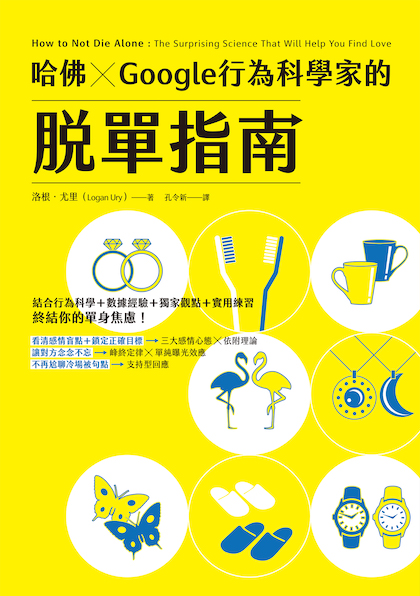 How to Not Die Alone : The Surprising Science That Will Help You Find Love
哈佛×Google行為科學家的
脱單指南
洛根．尤里（Logan Ury）——著 孔令新——譯
結合行為科學＋數據經驗＋獨家觀點＋實用練習
終結你的單身焦慮！
看清感情盲點＋鎖定正確目標→三大感情心態×依附理論
讓對方念念不忘→峰終定律×單純曝光效應
不再尬聊冷場被句點→支持型回應